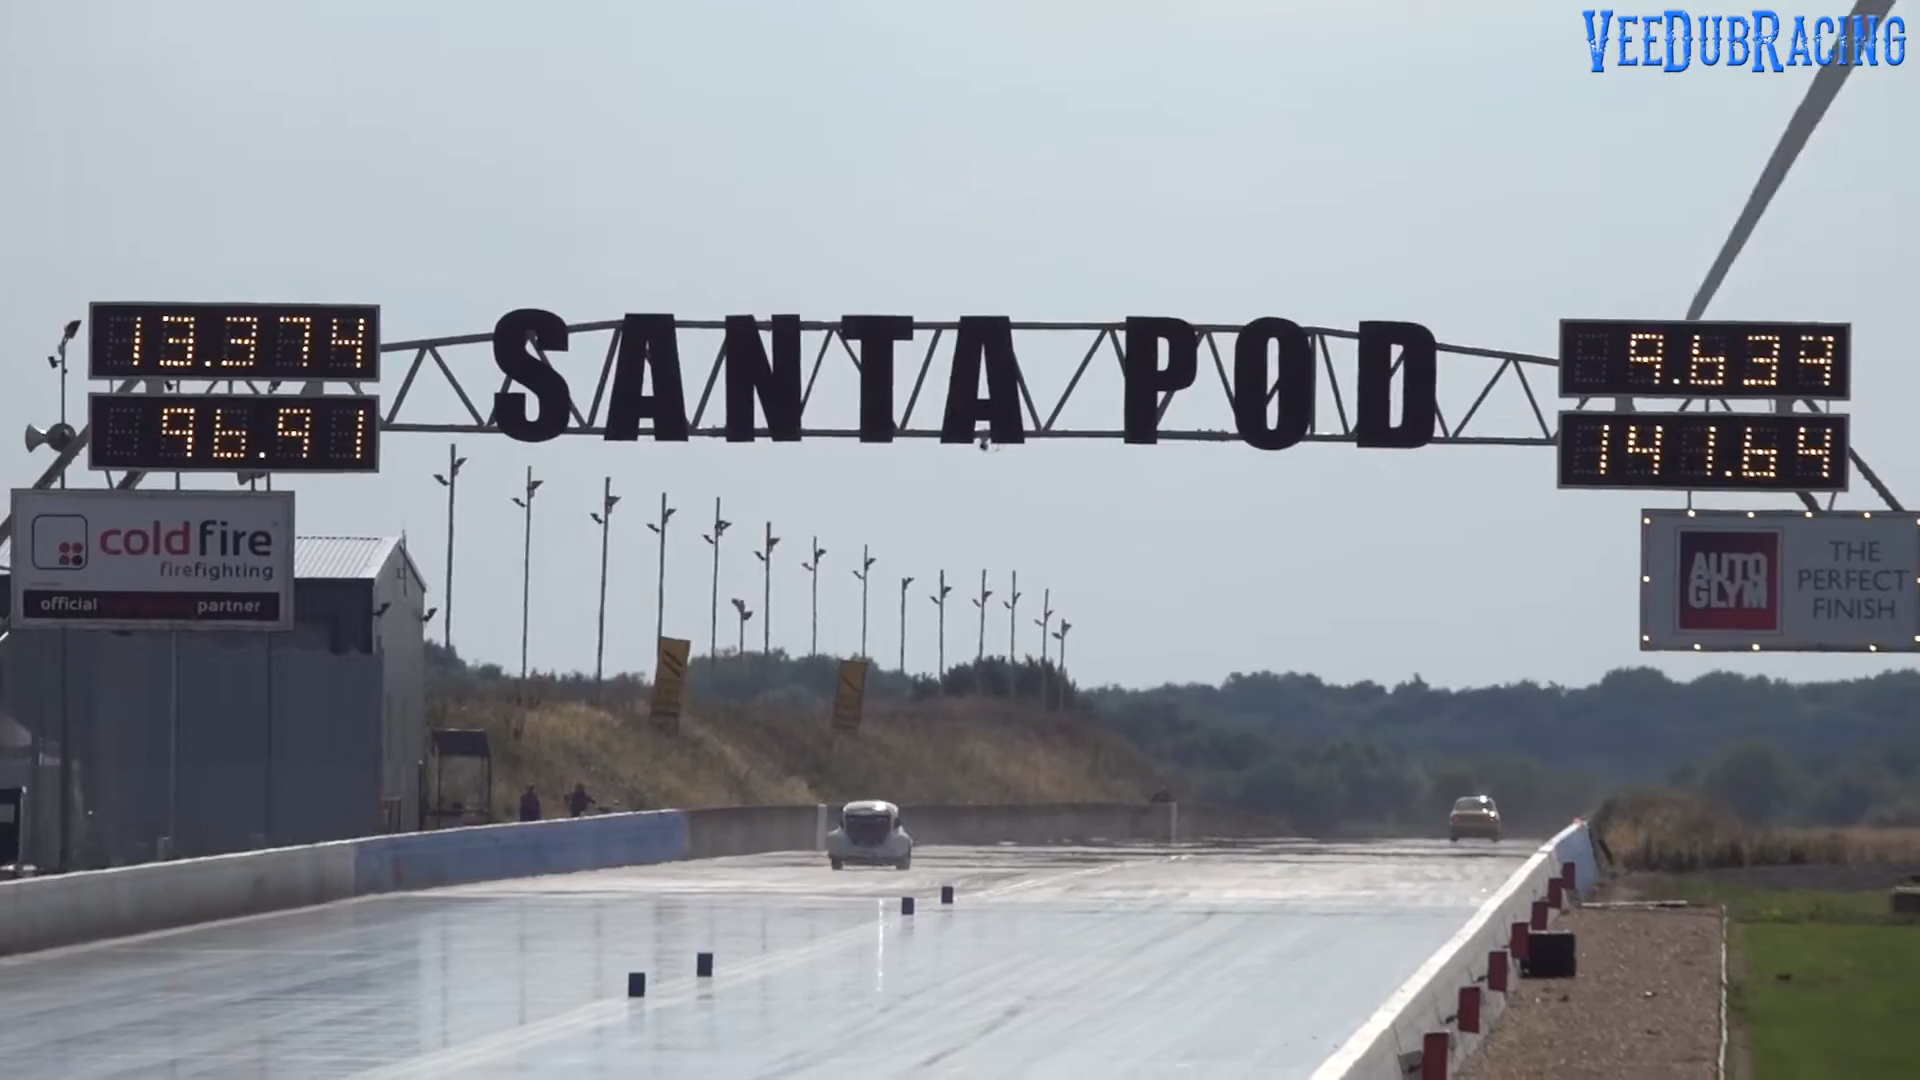 VEEDUBRACING
SANTA POD
13.374
96.91
9.634
141.64
coldfire
firefighting
official partner
AUTO
GLYM
THE
PERFECT
FINISH